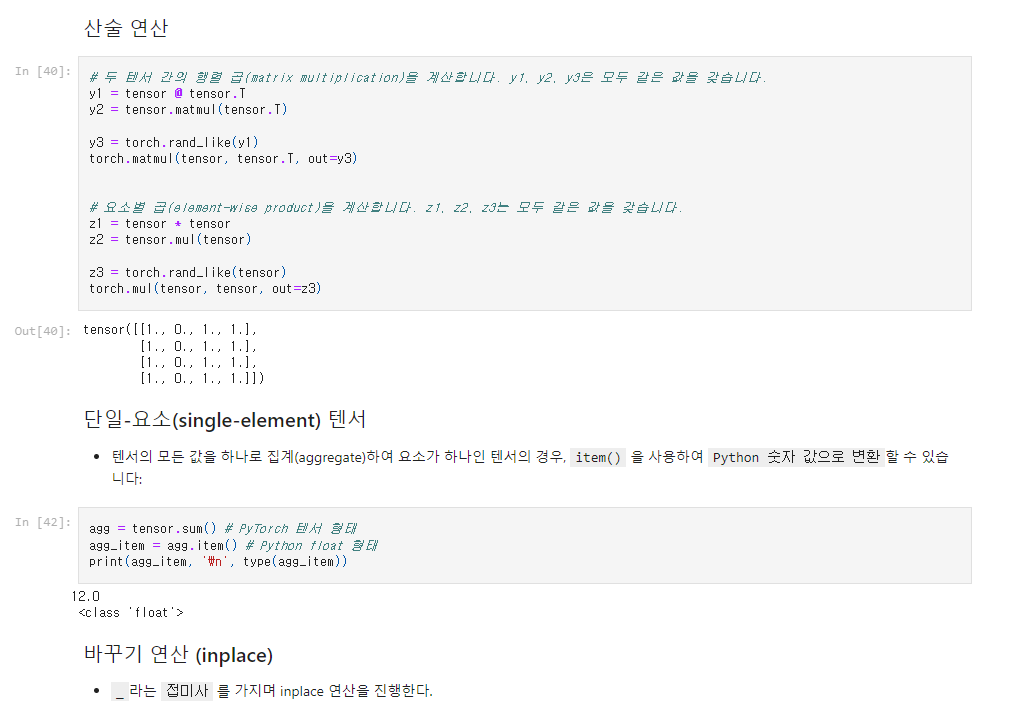 산술 연산
In [40]:
# 두 텐서 간의 행렬 곱(matrix multiplication)을 계산합니다. y1, y2, y3은 모두 같은 값을 갖습니다.
y1 = tensor @ tensor.T
y2 = tensor.matmul(tensor.T)
y3 = torch.rand_like(y1)
torch.matmul(tensor, tensor.T, out=y3)
# 요소별 곱(element-wise product)을 계산합니다. z1, z2, z3는 모두 같은 값을 갖습니다.
z1 = tensor * tensor
z2 = tensor.mul(tensor)
z3 = torch.rand_like(tensor)
torch.mul(tensor, tensor, out=z3)
Out[40]:
tensor([[1., 0., 1., 1.],
[1., 0., 1., 1.],
[1., 0., 1., 1.],
[1., 0., 1., 1.]])
단일-요소(single-element) 텐서
• 텐서의 모든 값을 하나로 집계(aggregate)하여 요소가 하나인 텐서의 경우, item() 을 사용하여 Python 숫자 값으로 변환 할 수 있습
니다:
In [42]:
agg = tensor.sum() # PyTorch 텐서 형태
agg_item = agg.item() # Python float 형태
print(agg_item, '₩n', type(agg_item))
12.0
<class 'float'>
바꾸기 연산 (inplace)
• _ 라는 접미사 를 가지며 inplace 연산을 진행한다.